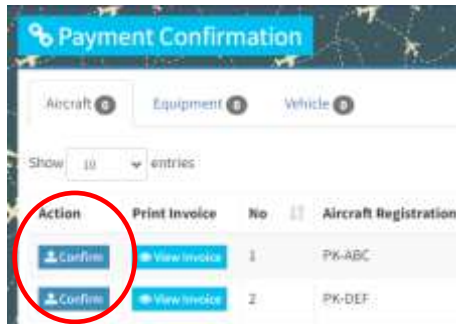 Payment Confirmation
Aircraft 0 Equipment 0 Vehicle 0
Show 10 entries
Action Print Invoice No Aircraft Registration
Confirm View Invoice 1 PK-ABC
Confirm View Invoice 2 PK-DEF